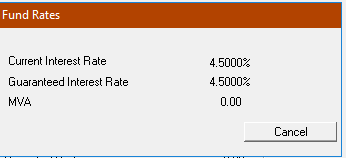 Fund Rates
Current Interest Rate 4.5000%
Guaranteed Interest Rate 4.5000%
MVA 0.00
Cancel